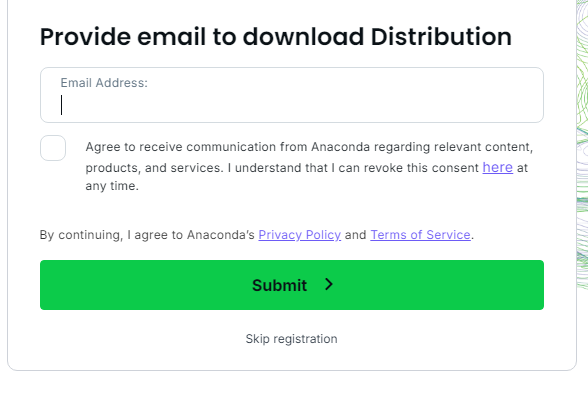 Provide email to download Distribution
Email Address:
Agree to receive communication from Anaconda regarding relevant content,
products, and services. I understand that I can revoke this consent here at
any time.
By continuing, I agree to Anaconda's Privacy Policy and Terms of Service.
Submit
Skip registration